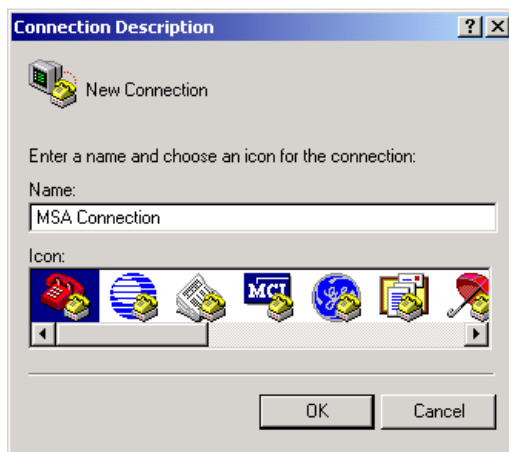 Connection Description
New Connection
Enter a name and choose an icon for the connection:
Name:
MSA Connection
Icon:
MCI
OK Cancel